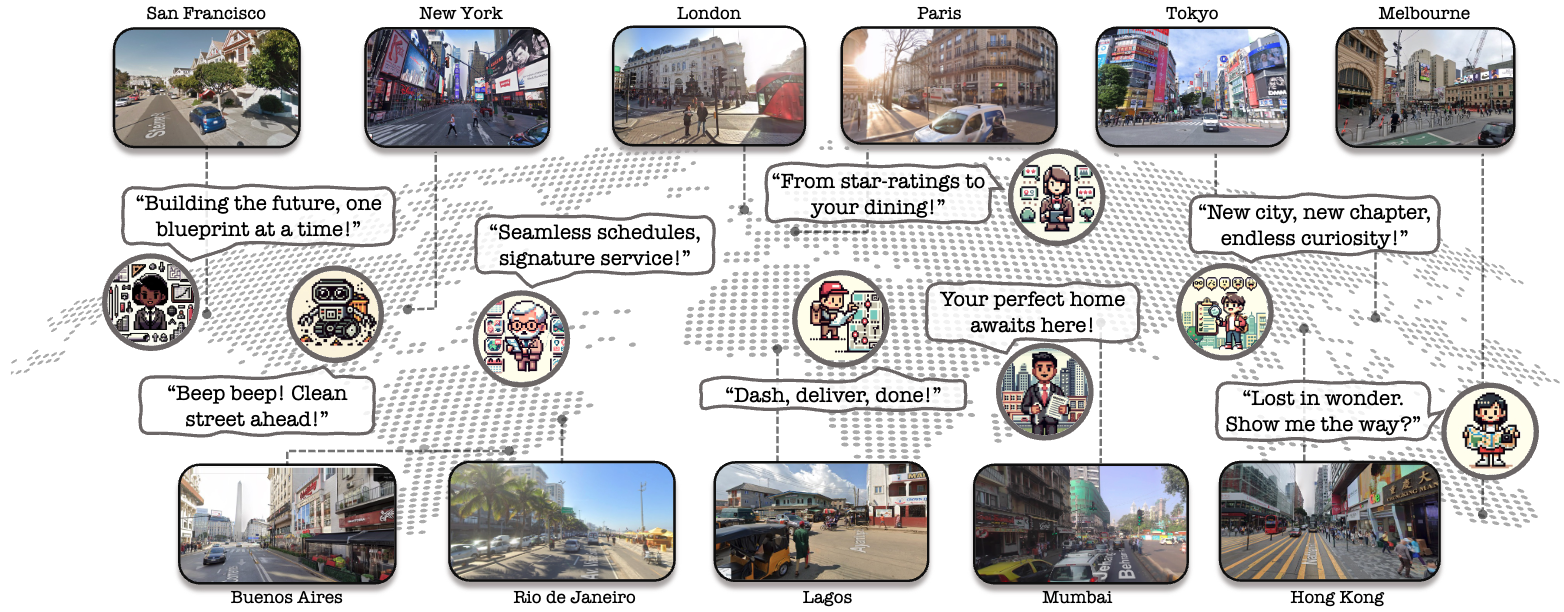 San Francisco
New York
London
Paris
Tokyo
Melbourne
“Building the future, one
blueprint at a time!”
“Seamless schedules,
signature service!”
“From star-ratings to
your dining!”
“New city, new chapter,
endless curiosity!”
Your perfect home
awaits here!
“Beep beep! Clean
street ahead!”
“Dash, deliver, done!”
“Lost in wonder.
Show me the way?”
Buenos Aires
Rio de Janeiro
Lagos
Mumbai
Hong Kong